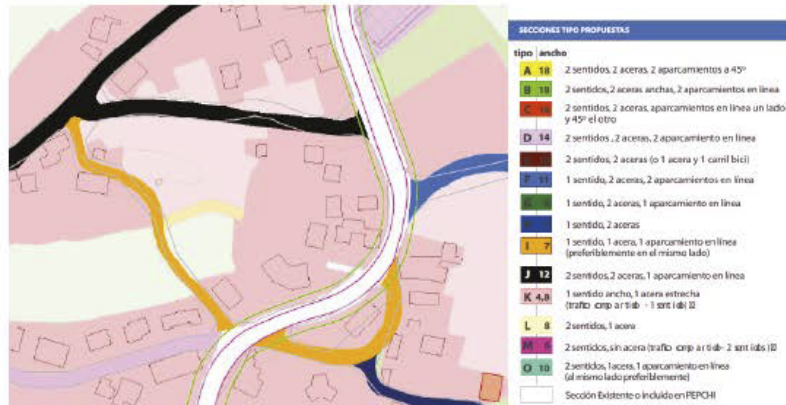 SECCIONES TIPO PROPUESTAS
tipo ancho
A 18 2 sentidos, 2 aceras, 2 aparcamientos a 45º
B 18 2 sentidos, 2 aceras anchas, 2 aparcamientos en línea
C 16 2 sentidos, 2 aceras, aparcamientos en línea un lado
y 45º el otro
D 14 2 sentidos, 2 aceras, 2 aparcamiento en línea
2 sentidos, 2 aceras (o 1 acera y 1 carril bici)
F 11 1 sentido, 2 aceras, 2 aparcamientos en línea
G 1 sentido, 2 aceras, 1 aparcamiento en línea
1 sentido, 2 aceras
I 7 1 sentido, 1 acera, 1 aparcamiento en línea
(preferiblemente en el mismo lado)
J 12 2 sentidos, 2 aceras, 1 aparcamiento en línea
K 4,8 1 sentido ancho, 1 acera estrecha
L 8 2 sentidos, 1 acera
M 6 2 sentidos, sin acera
O 10 2 sentidos, 1 acera, 1 aparcamiento en línea
(al mismo lado preferiblemente)
Sección Existente o incluida en PEPCHI